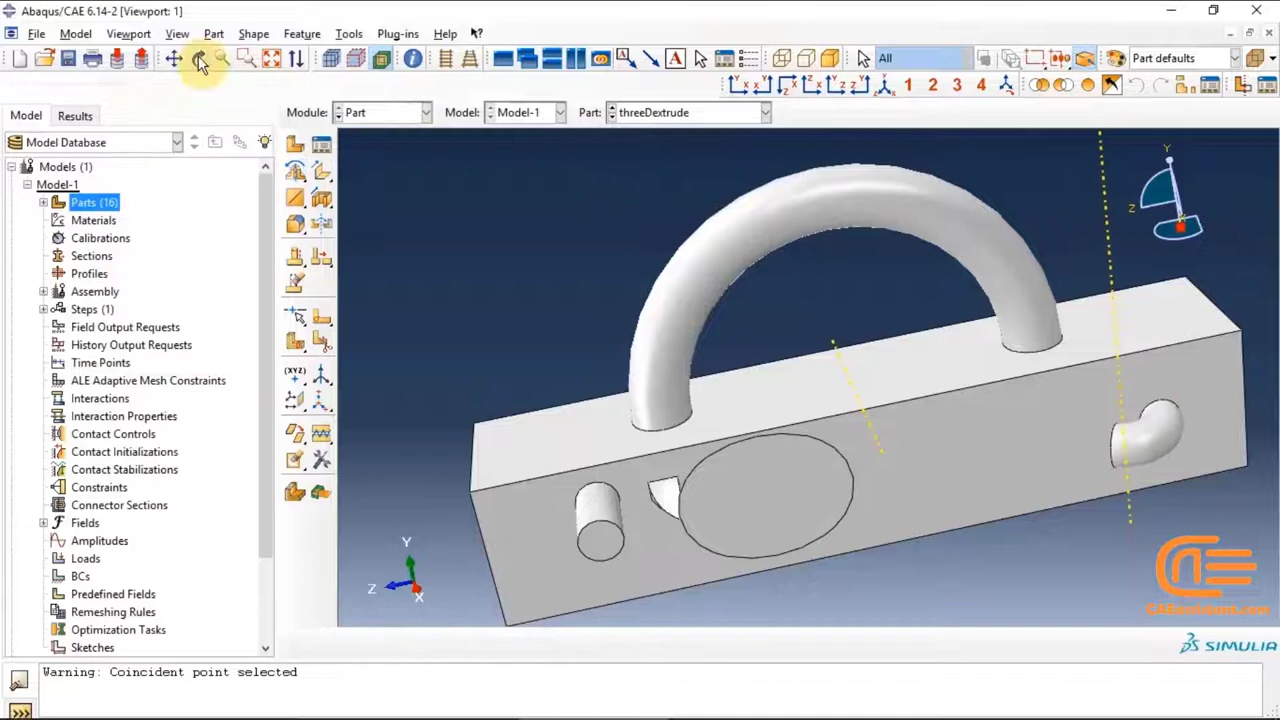 Abaqus/CAE 6.14-2 [Viewport: 1]
File Model Viewport View Part Shape Feature Tools Plug-ins Help
All
Part defaults
1 2 3 4
Model Results
Module: Part Model: Model-1 Part: threeDextrude
Model Database
Models (1)
Model-1
Parts (16)
Materials
Calibrations
Sections
Profiles
Assembly
Steps (1)
Field Output Requests
History Output Requests
Time Points
ALE Adaptive Mesh Constraints
Interactions
Interaction Properties
Contact Controls
Contact Initializations
Contact Stabilizations
Constraints
Connector Sections
Fields
Amplitudes
Loads
BCs
Predefined Fields
Remeshing Rules
Optimization Tasks
Sketches
(XYZ)
Y
Z
Y
Z
X
CAEassistant.com
SIMULIA
Warning: Coincident point selected
>>>